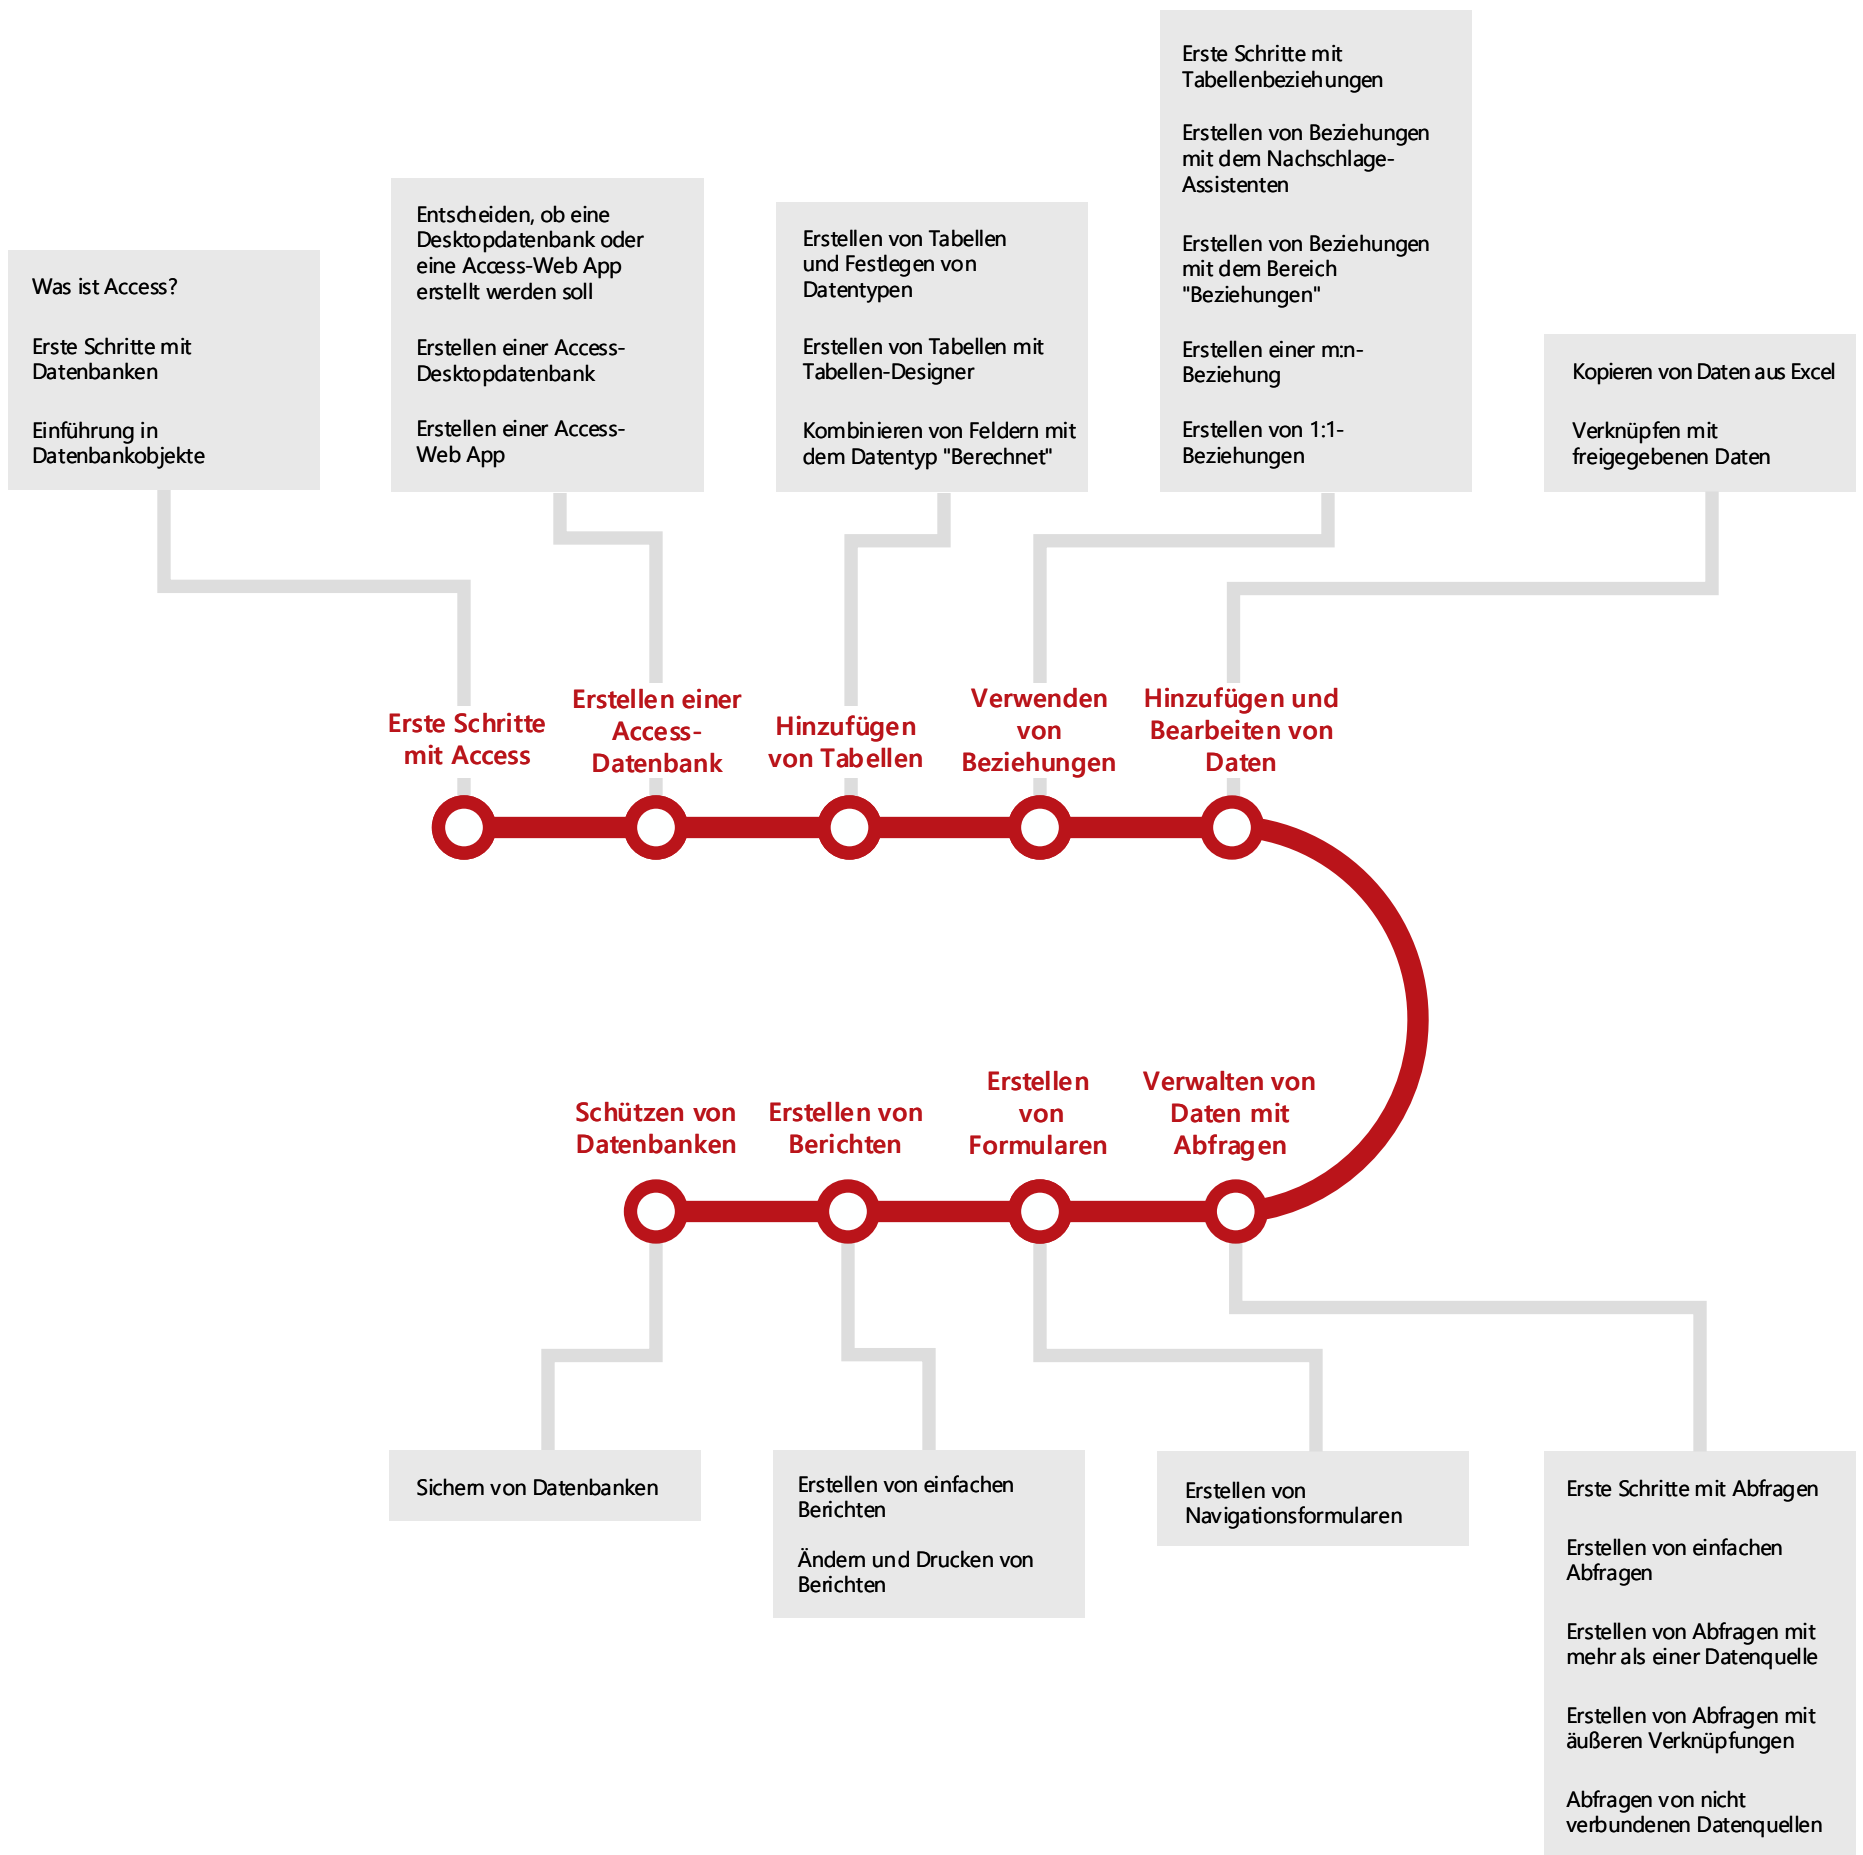 Was ist Access?
Erste Schritte mit
Datenbanken
Einführung in
Datenbankobjekte
Entscheiden, ob eine
Desktopdatenbank oder
eine Access-Web App
erstellt werden soll
Erstellen einer Access-
Desktopdatenbank
Erstellen einer Access-
Web App
Erstellen von Tabellen
und Festlegen von
Datentypen
Erstellen von Tabellen mit
Tabellen-Designer
Kombinieren von Feldern mit
dem Datentyp "Berechnet"
Erste Schritte mit
Tabellenbeziehungen
Erstellen von Beziehungen
mit dem Nachschlage-
Assistenten
Erstellen von Beziehungen
mit dem Bereich
"Beziehungen"
Erstellen einer m:n-
Beziehung
Erstellen von 1:1-
Beziehungen
Kopieren von Daten aus Excel
Verknüpfen mit
freigegebenen Daten
Erste Schritte
mit Access
Erstellen einer
Access-
Datenbank
Hinzufügen
von Tabellen
Verwenden
von
Beziehungen
Hinzufügen und
Bearbeiten von
Daten
Schützen von
Datenbanken
Erstellen von
Berichten
Erstellen
von
Formularen
Verwalten von
Daten mit
Abfragen
Sichern von Datenbanken
Erstellen von einfachen
Berichten
Ändern und Drucken von
Berichten
Erstellen von
Navigationsformularen
Erste Schritte mit Abfragen
Erstellen von einfachen
Abfragen
Erstellen von Abfragen mit
mehr als einer Datenquelle
Erstellen von Abfragen mit
äußeren Verknüpfungen
Abfragen von nicht
verbundenen Datenquellen